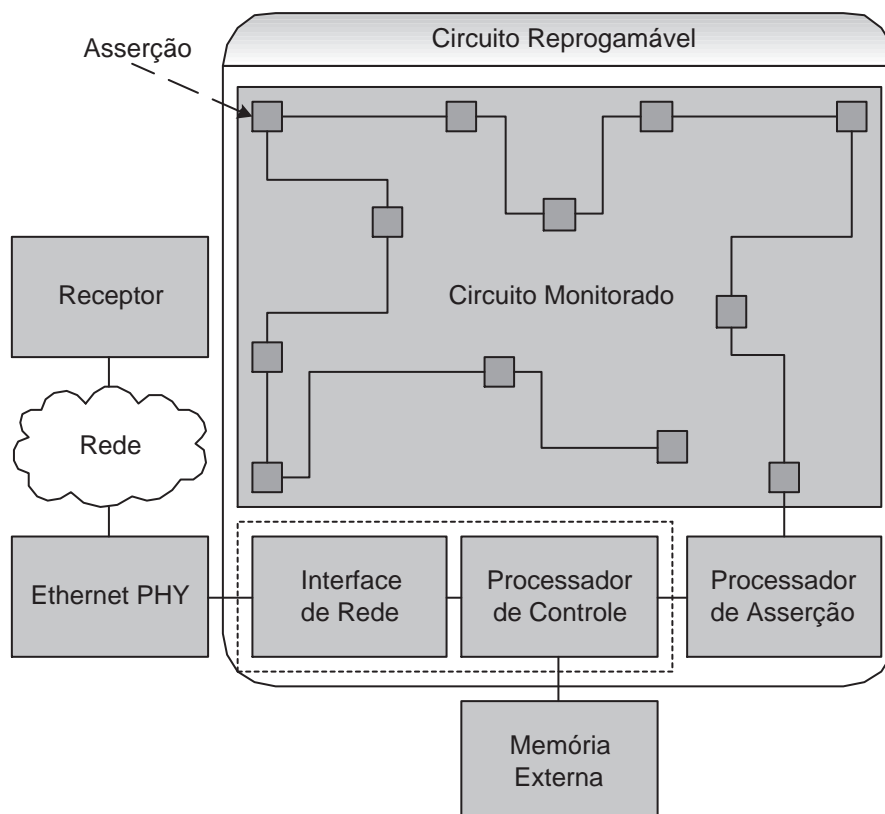 Circuito Reprogamável
Asserção
Circuito Monitorado
Receptor
Rede
Ethernet PHY
Interface
de Rede
Processador
de Controle
Processador
de Asserção
Memória
Externa